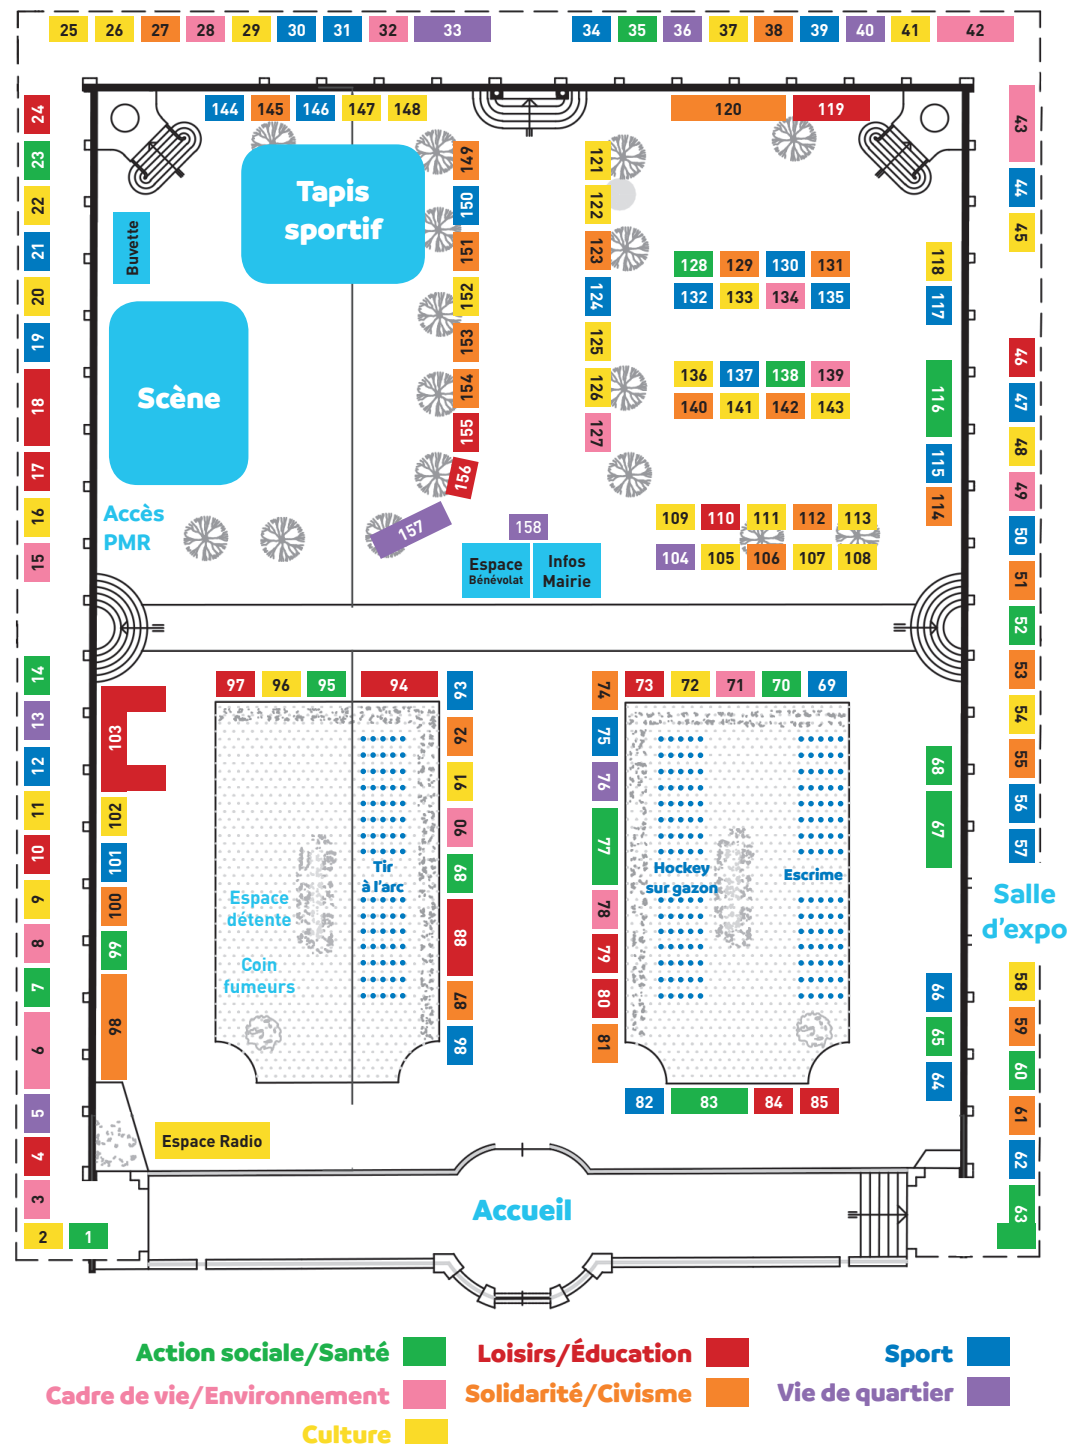 25 26 27 28 29 30 31 32 33 34 35 36 37 38 39 40 41 42
24
23
22
21
20
19
18
17
16
15
14
13
12
11
10
9
8
7
6
5
4
3
2 1
144 145 146 147 148
120 119
Tapis
sportif
Buvette
Scène
Accès
PMR
149
150
151
152
153
154
155
156
157
158
121
122
123
124
125
126
127
128 129 130 131
132 133 134 135
136 137 138 139
140 141 142 143
109 110 111 112 113
104 105 106 107 108
118
117
116
115
114
Espace
Bénévolat
Infos
Mairie
43
44
45
46
47
48
49
50
51
52
53
54
55
56
57
Salle
d'expo
58
59
60
61
62
63
103
102
101
100
99
98
97 96 95 94
93
92
91
90
89
88
87
86
Tir
à l'arc
Espace
détente
Coin
fumeurs
74
75
76
77
78
79
80
81
73 72 71 70 69
Hockey
sur gazon
Escrime
82 83 84 85
68
67
66
65
64
Espace Radio
Accueil
Action sociale/Santé
Loisirs/Éducation
Sport
Cadre de vie/Environnement
Solidarité/Civisme
Vie de quartier
Culture